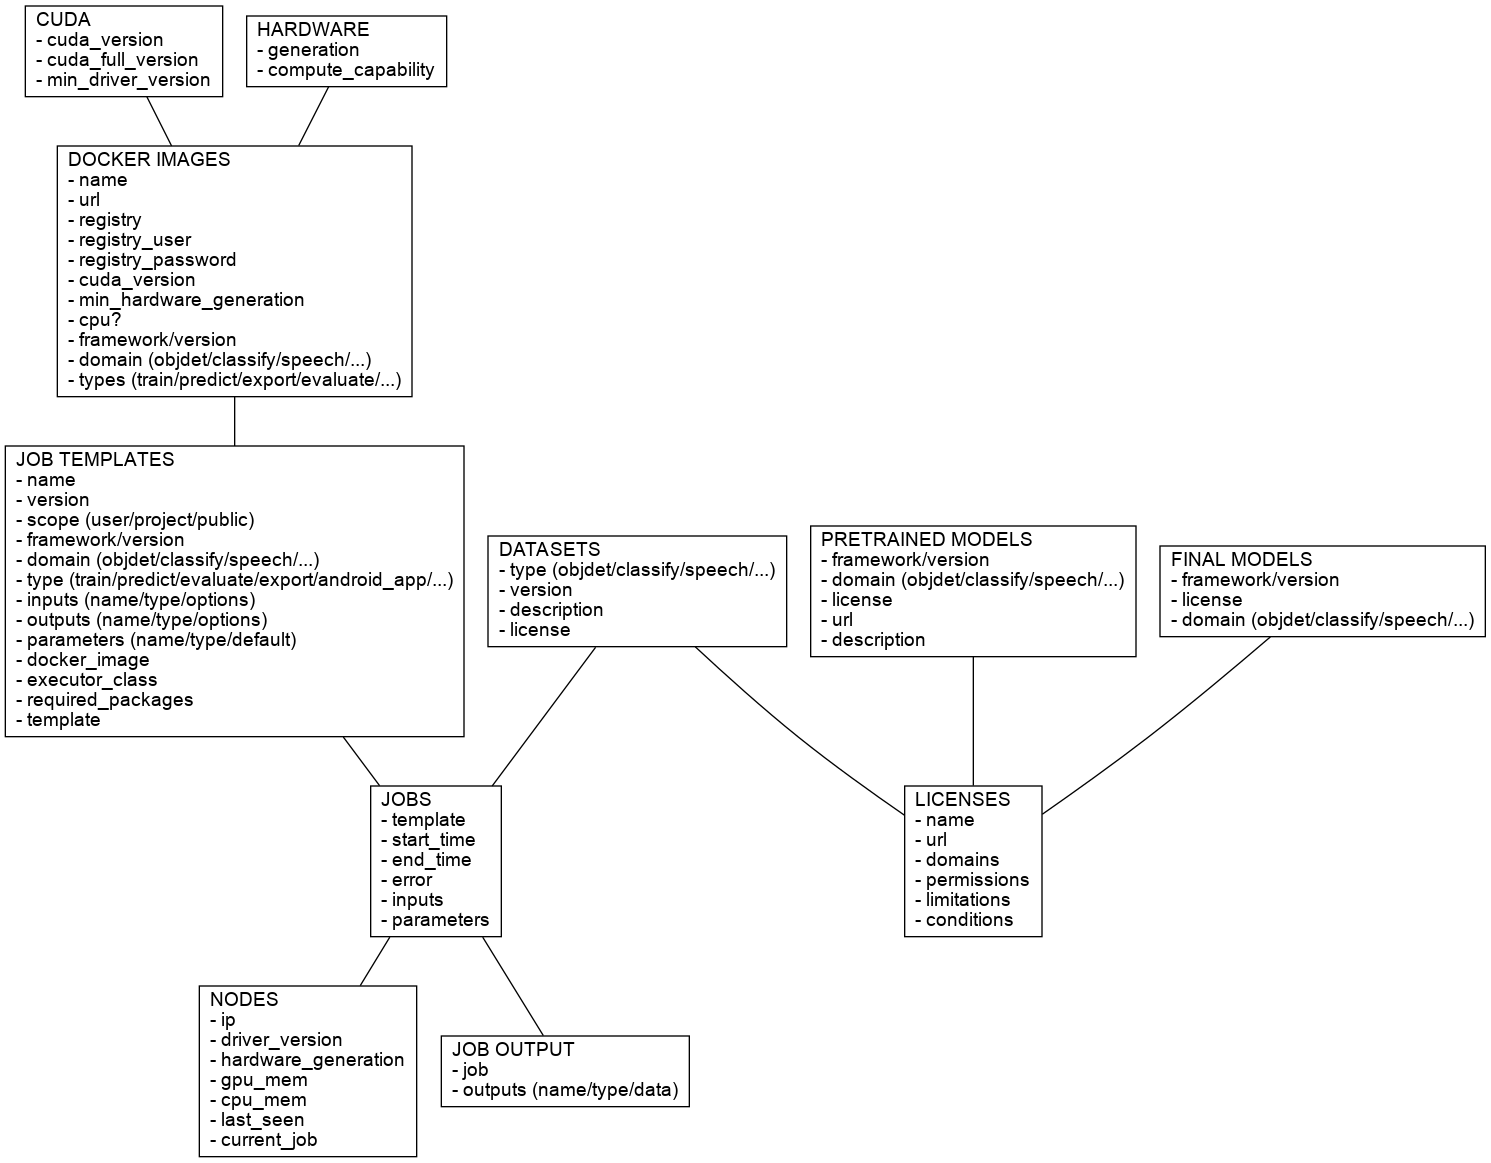 CUDA
- cuda_version
- cuda_full_version
- min_driver_version
HARDWARE
- generation
- compute_capability
DOCKER IMAGES
- name
- url
- registry
- registry_user
- registry_password
- cuda_version
- min_hardware_generation
- cpu?
- framework/version
- domain (objdet/classify/speech/...)
- types (train/predict/export/evaluate/...)
JOB TEMPLATES
- name
- version
- scope (user/project/public)
- framework/version
- domain (objdet/classify/speech/...)
- type (train/predict/evaluate/export/android_app/...)
- inputs (name/type/options)
- outputs (name/type/options)
- parameters (name/type/default)
- docker_image
- executor_class
- required_packages
- template
DATASETS
- type (objdet/classify/speech/...)
- version
- description
- license
PRETRAINED MODELS
- framework/version
- domain (objdet/classify/speech/...)
- license
- url
- description
FINAL MODELS
- framework/version
- license
- domain (objdet/classify/speech/...)
JOBS
- template
- start_time
- end_time
- error
- inputs
- parameters
LICENSES
- name
- url
- domains
- permissions
- limitations
- conditions
NODES
- ip
- driver_version
- hardware_generation
- gpu_mem
- cpu_mem
- last_seen
- current_job
JOB OUTPUT
- job
- outputs (name/type/data)